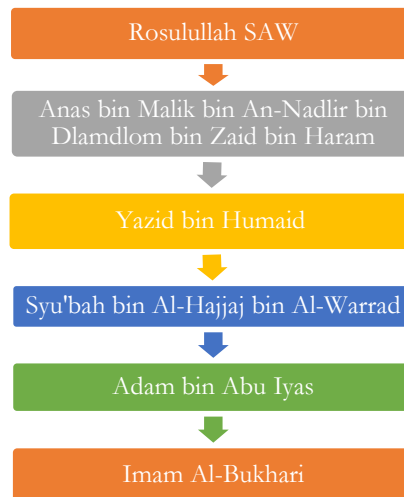 Rosulullah SAW
Anas bin Malik bin An-Nadlir bin
Dlamdlom bin Zaid bin Haram
Yazid bin Humaid
Syu'bah bin Al-Hajjaj bin Al-Warrad
Adam bin Abu Iyas
Imam Al-Bukhari